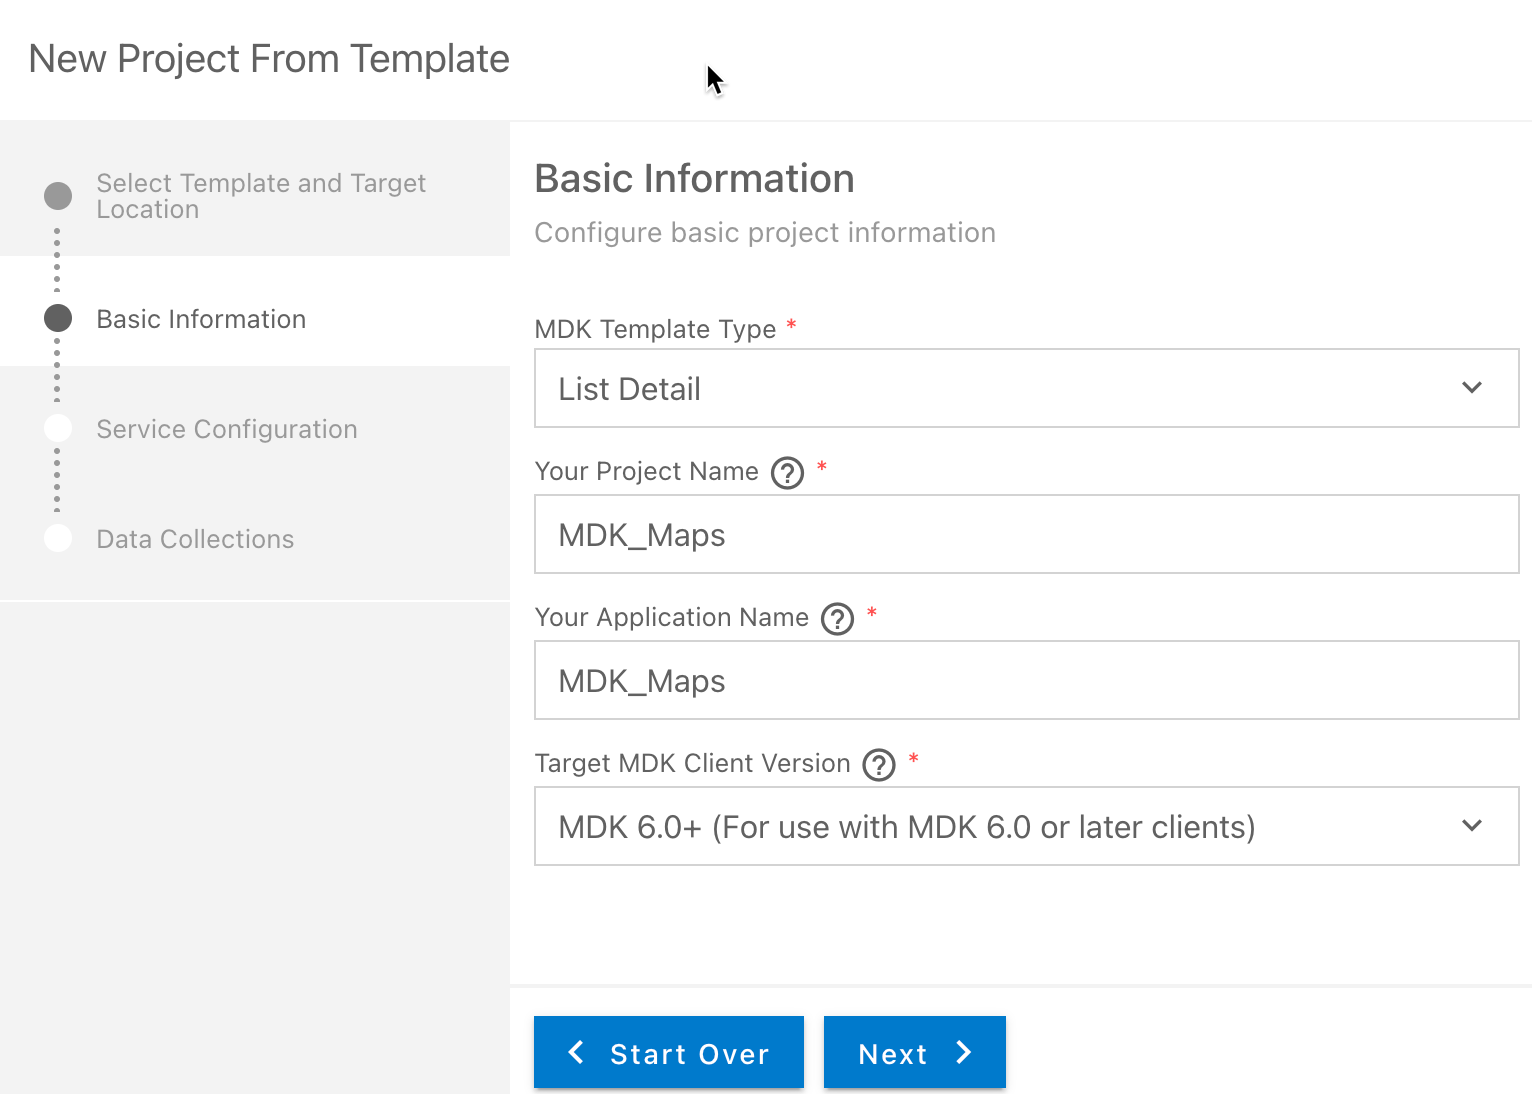 New Project From Template
Select Template and Target
Location
Basic Information
Service Configuration
Data Collections
Basic Information
Configure basic project information
MDK Template Type *
List Detail
Your Project Name ? *
MDK_Maps
Your Application Name ? *
MDK_Maps
Target MDK Client Version ? *
MDK 6.0+ (For use with MDK 6.0 or later clients)
Start Over
Next